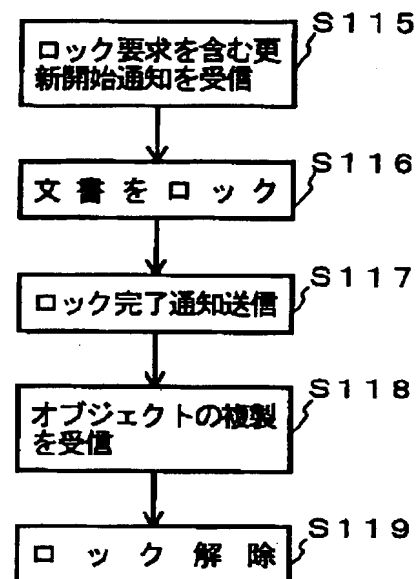 S115
ロック要求を含む更
新開始通知を受信
S116
文書をロック
S117
ロック完了通知送信
S118
オブジェクトの複製
を受信
S119
ロック解除